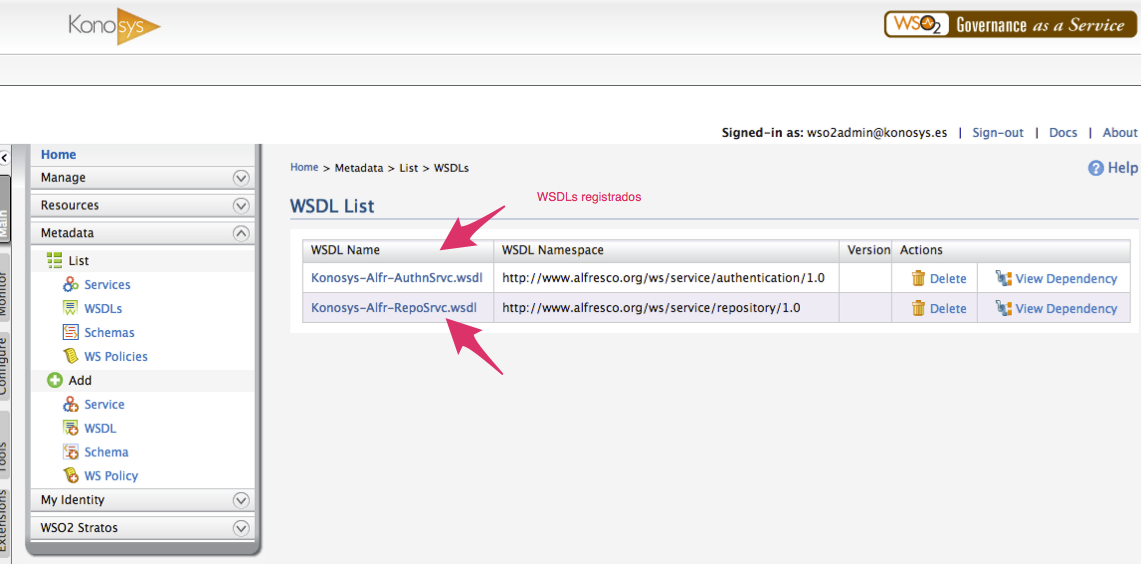 Konosys
WSO2 Governance as a Service
Signed-in as: wso2admin@konosys.es | Sign-out | Docs | About
Home
Manage
Resources
Metadata
List
Services
WSDLs
Schemas
WS Policies
Add
Service
WSDL
Schema
WS Policy
My Identity
WSO2 Stratos
Main
Monitor
Configure
Tools
Extensions
Home > Metadata > List > WSDLs
Help
WSDL List
WSDLs registrados
WSDL Name WSDL Namespace Version Actions
Konosys-Alfr-AuthnSrvc.wsdl http://www.alfresco.org/ws/service/authentication/1.0 Delete View Dependency
Konosys-Alfr-RepoSrvc.wsdl http://www.alfresco.org/ws/service/repository/1.0 Delete View Dependency